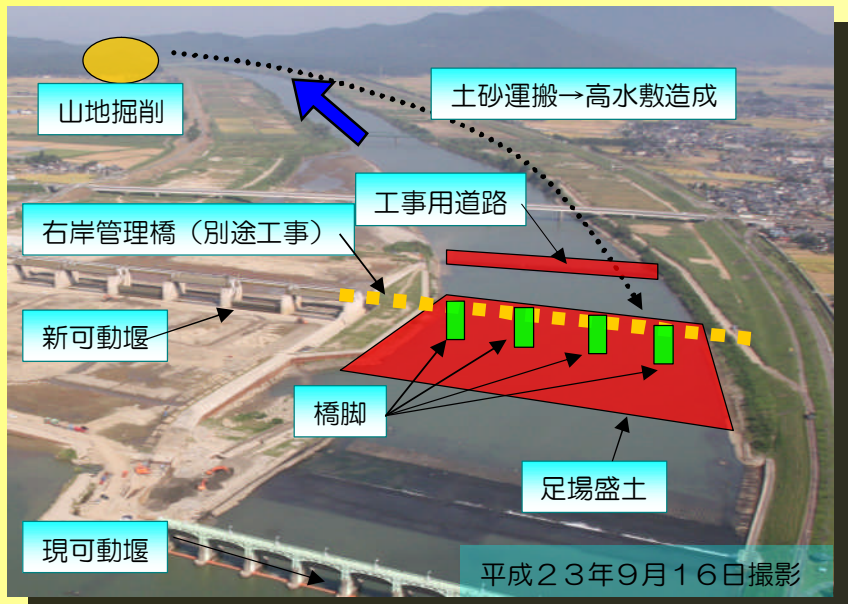 山地掘削
土砂運搬→高水敷造成
工事用道路
右岸管理橋（別途工事）
新可動堰
橋脚
足場盛土
現可動堰
平成２３年９月１６日撮影